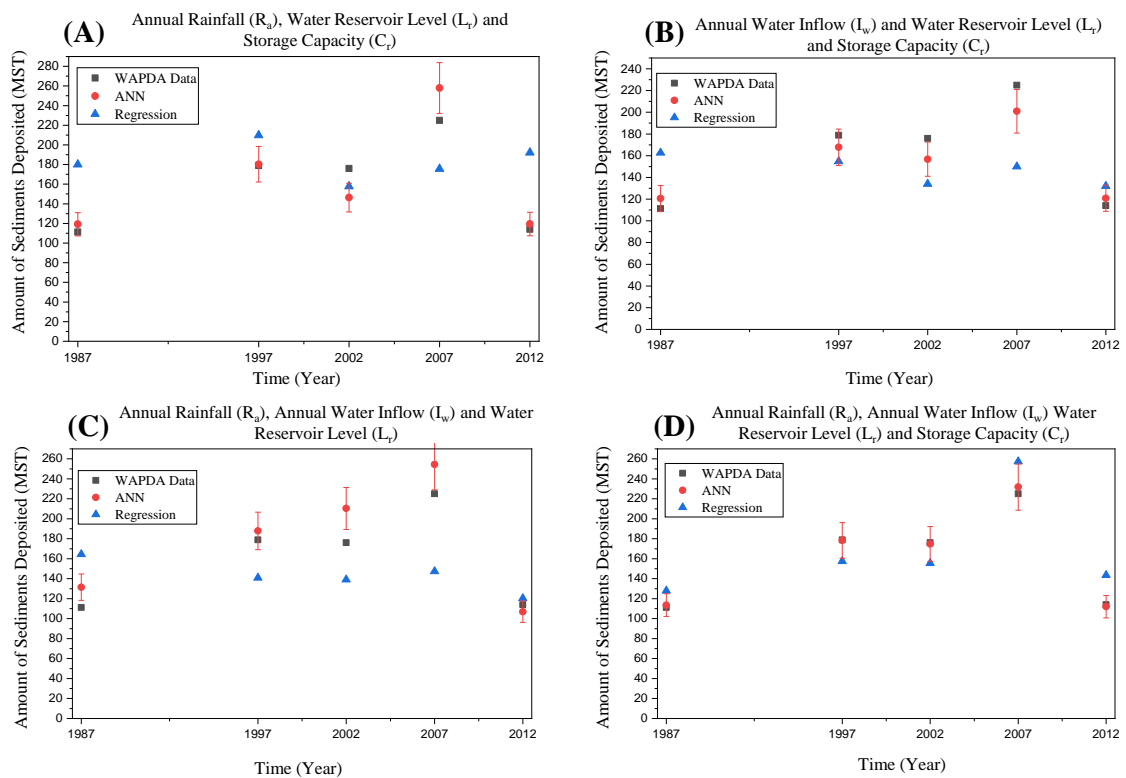 (A)
Annual Rainfall (Rₐ), Water Reservoir Level (Lᵣ) and
Storage Capacity (Cᵣ)
Amount of Sediments Deposited (MST)
280
260
240
220
200
180
160
140
120
100
80
60
40
20
0
WAPDA Data
ANN
Regression
1987
1997
2002
2007
2012
Time (Year)
(B)
Annual Water Inflow (I_w) and Water Reservoir Level (Lᵣ)
and Storage Capacity (Cᵣ)
Amount of Sediments Deposited (MST)
240
220
200
180
160
140
120
100
80
60
40
20
0
WAPDA Data
ANN
Regression
1987
1997
2002
2007
2012
Time (Year)
(C)
Annual Rainfall (Rₐ), Annual Water Inflow (I_w) and Water
Reservoir Level (Lᵣ)
Amount of Sediments Deposited (MST)
260
240
220
200
180
160
140
120
100
80
60
40
20
0
WAPDA Data
ANN
Regression
1987
1997
2002
2007
2012
Time (Year)
(D)
Annual Rainfall (Rₐ), Annual Water Inflow (I_w) Water
Reservoir Level (Lᵣ) and Storage Capacity (Cᵣ)
Amount of Sediments Deposited (MST)
260
240
220
200
180
160
140
120
100
80
60
40
20
0
WAPDA Data
ANN
Regression
1987
1997
2002
2007
2012
Time (Year)